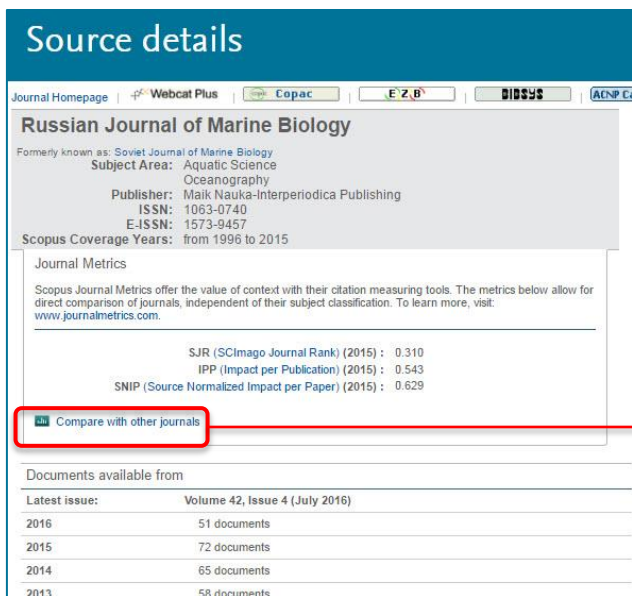 Source details
Journal Homepage | Webcat Plus | Copac | EZB | BIBSYS | ACNP Ca
Russian Journal of Marine Biology
Formerly known as: Soviet Journal of Marine Biology
Subject Area: Aquatic Science
Oceanography
Publisher: Maik Nauka-Interperiodica Publishing
ISSN: 1063-0740
E-ISSN: 1573-9457
Scopus Coverage Years: from 1996 to 2015
Journal Metrics
Scopus Journal Metrics offer the value of context with their citation measuring tools. The metrics below allow for
direct comparison of journals, independent of their subject classification. To learn more, visit:
www.journalmetrics.com.
SJR (SCImago Journal Rank) (2015) : 0.310
IPP (Impact per Publication) (2015) : 0.543
SNIP (Source Normalized Impact per Paper) (2015) : 0.629
Compare with other journals
Documents available from
Latest issue: Volume 42, Issue 4 (July 2016)
2016 51 documents
2015 72 documents
2014 65 documents
2013 58 documents